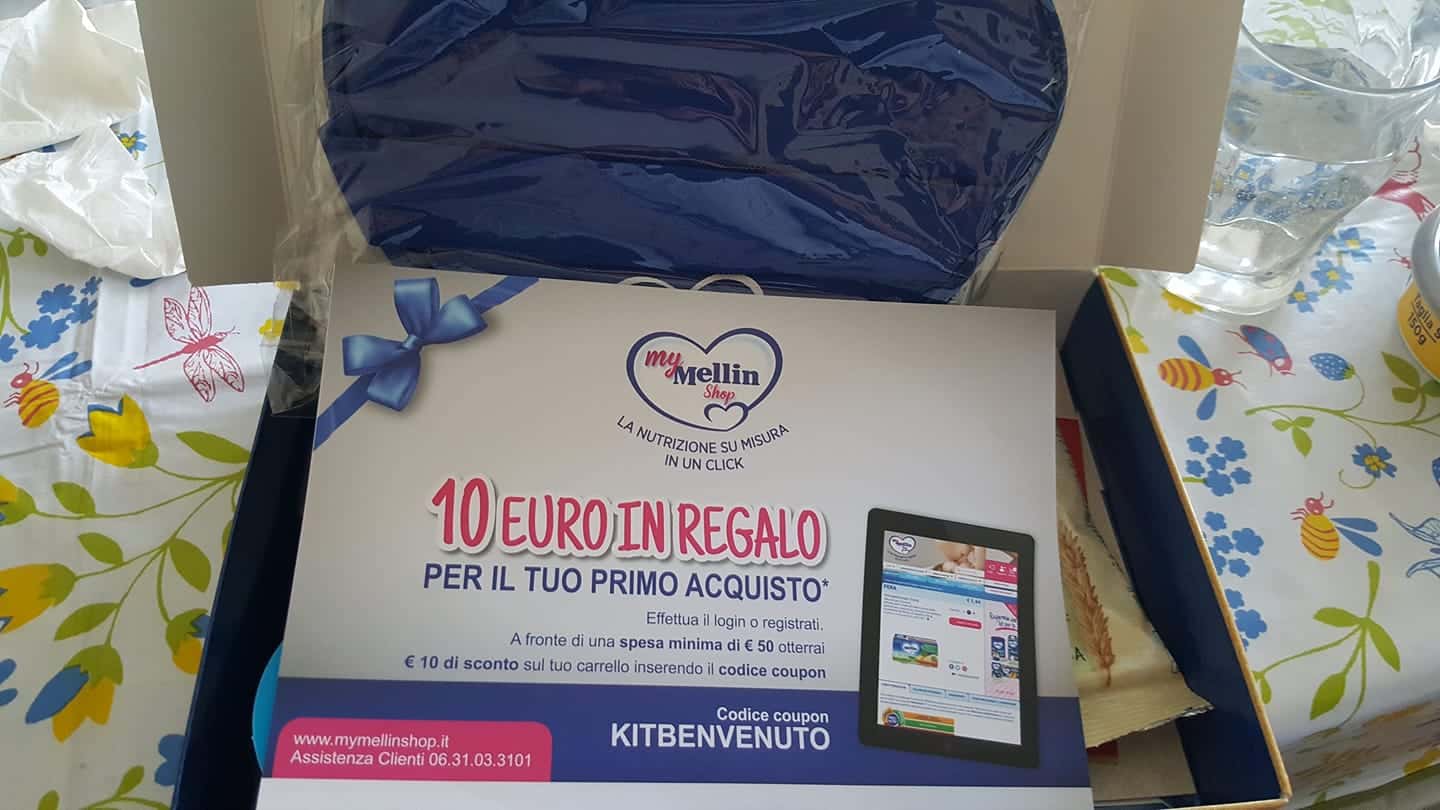 my
Mellin
Shop
LA NUTRIZIONE SU MISURA
IN UN CLICK
10 EURO IN REGALO
PER IL TUO PRIMO ACQUISTO*
Effettua il login o registrati.
A fronte di una spesa minima di € 50 otterrai
€ 10 di sconto sul tuo carrello inserendo il codice coupon
Codice coupon
KITBENVENUTO
www.mymellinshop.it
Assistenza Clienti 06.31.03.3101
PERA
150g